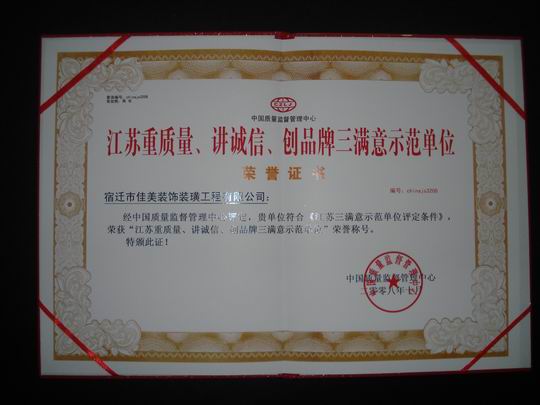 中国质量监督管理中心
江苏重质量、讲诚信、创品牌三满意示范单位
荣誉证书
宿迁市佳美装饰装璜工程有限公司：
编号：chinajs3208
经中国质量监督管理中心评定，贵单位符合《江苏三满意示范单位评定条件》，
荣获“江苏重质量、讲诚信、创品牌三满意示范单位”荣誉称号。
特颁此证！
中国质量监督管理中心
二零零八年七